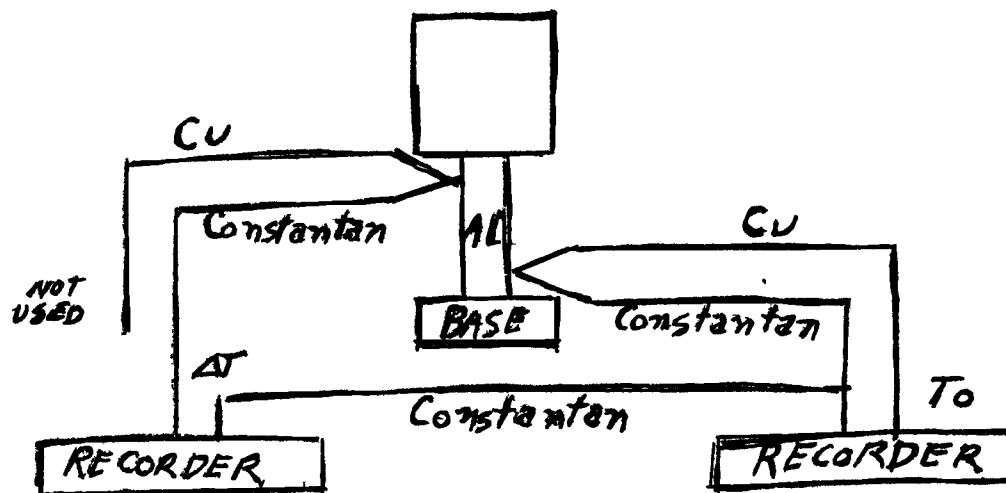 Cu
Constantan
AL
Cu
NOT
USED
BASE
Constantan
ΔT
Constantan
To
RECORDER
RECORDER